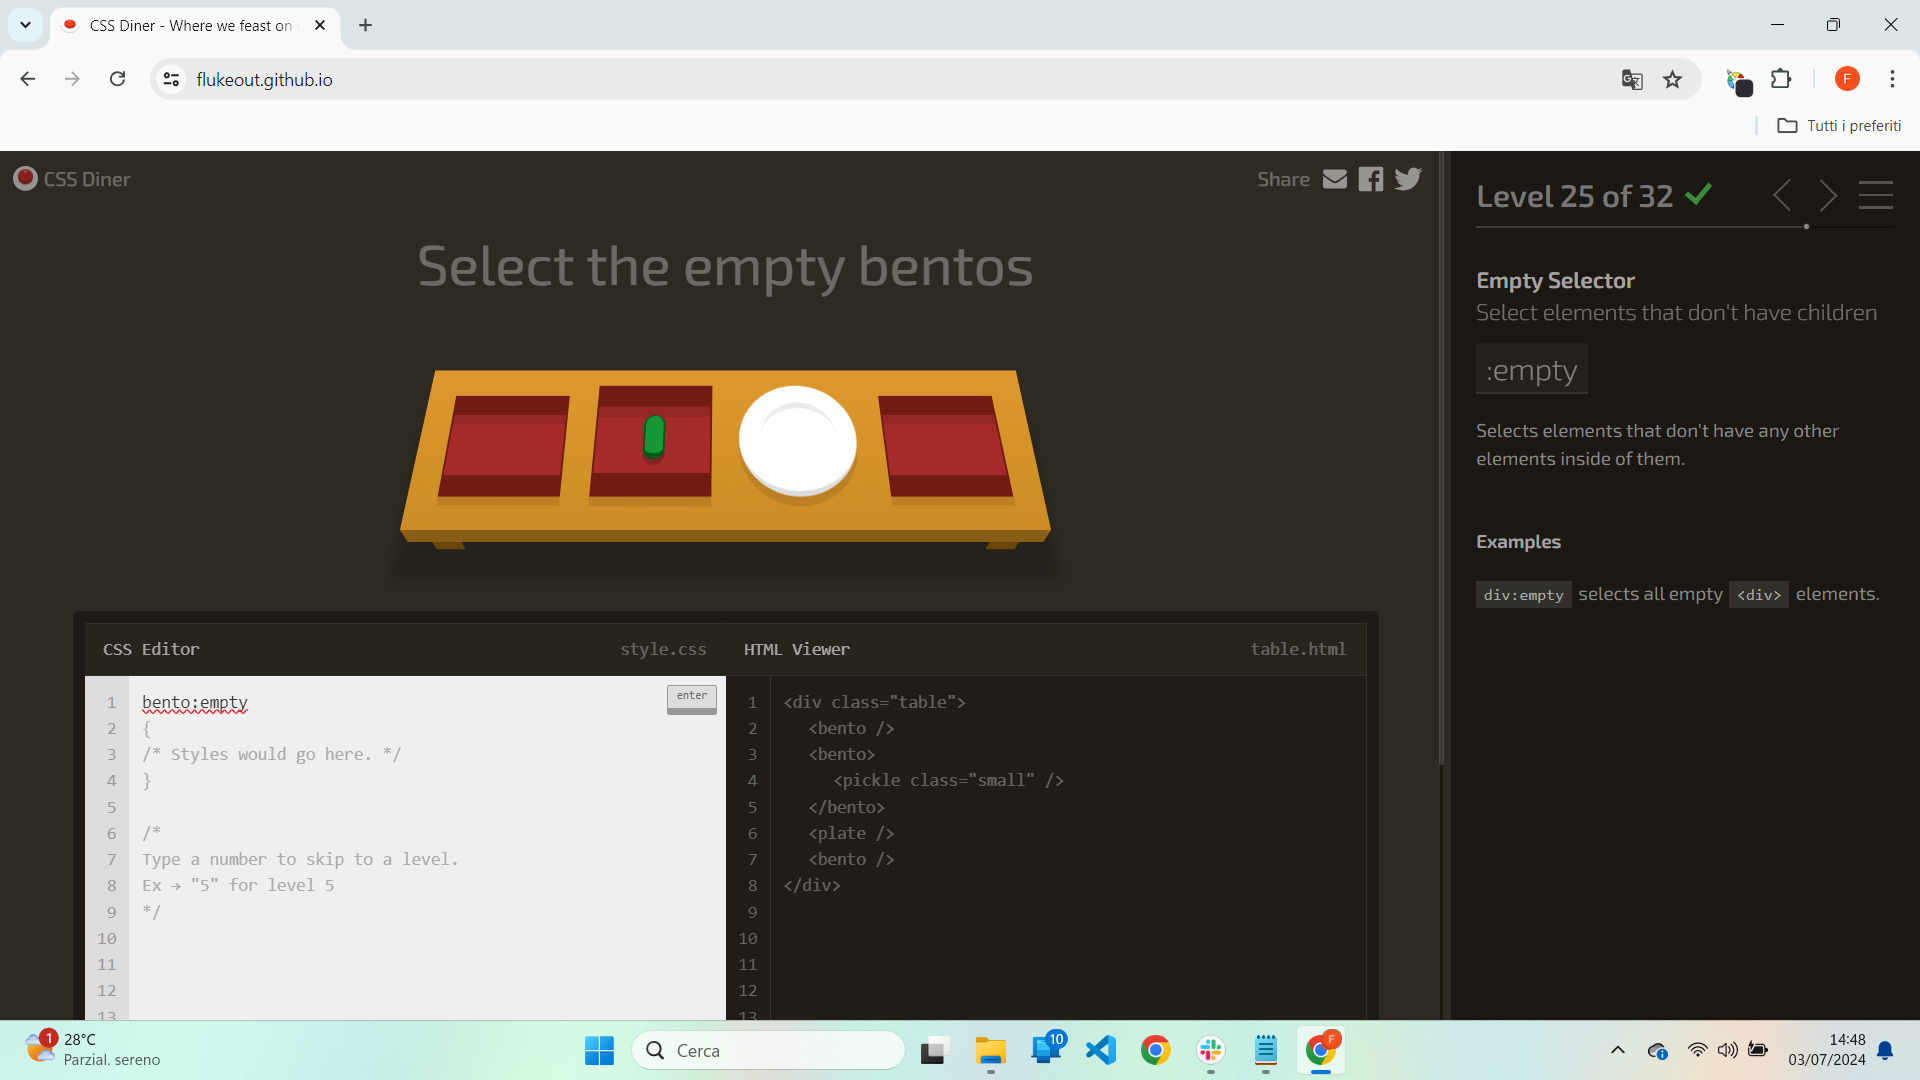 CSS Diner - Where we feast on
flukeout.github.io
F
Tutti i preferiti
CSS Diner
Share
Level 25 of 32
Select the empty bentos
Empty Selector
Select elements that don't have children
:empty
Selects elements that don't have any other
elements inside of them.
Examples
div:empty selects all empty <div> elements.
CSS Editor
style.css
HTML Viewer
table.html
enter
1 bento:empty
2 {
3 /* Styles would go here. */
4 }
5
6 /*
7 Type a number to skip to a level.
8 Ex → "5" for level 5
9 */
10
11
12
13
1 <div class="table">
2 <bento />
3 <bento>
4 <pickle class="small" />
5 </bento>
6 <plate />
7 <bento />
8 </div>
9
10
11
12
13
1
28°C
Parzial. sereno
Cerca
10
F
14:48
03/07/2024